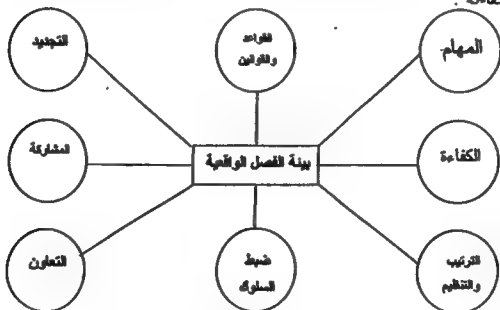 المهام
القواعد
والقوانين
التجديد
الكفاءة
بيئة الفصل الواقعية
المشاركة
الترتيب
والتنظيم
ضبط
السلوك
التعاون